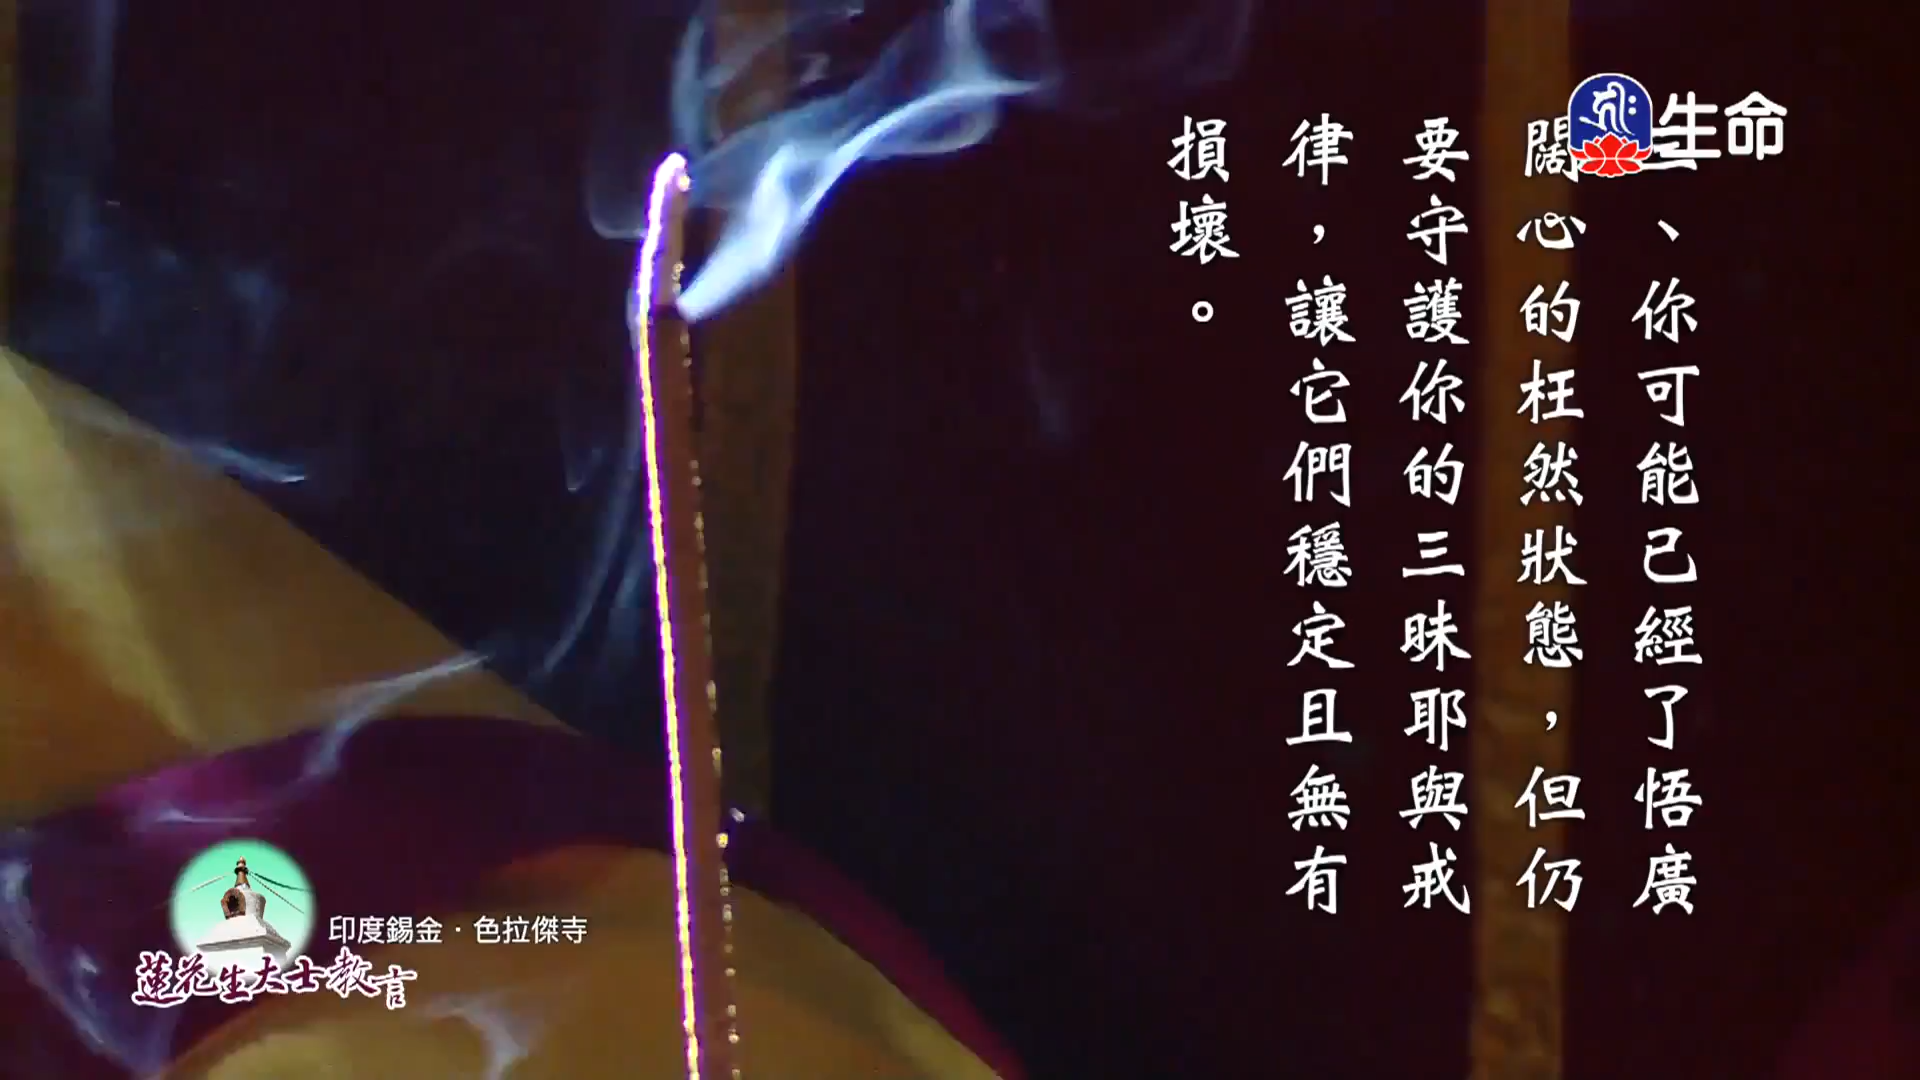 、你可能已經了悟廣
闊心的枉然狀態，但仍
要守護你的三昧耶與戒
律，讓它們穩定且無有
損壞。
生命
印度錫金．色拉傑寺
蓮花生大士教言